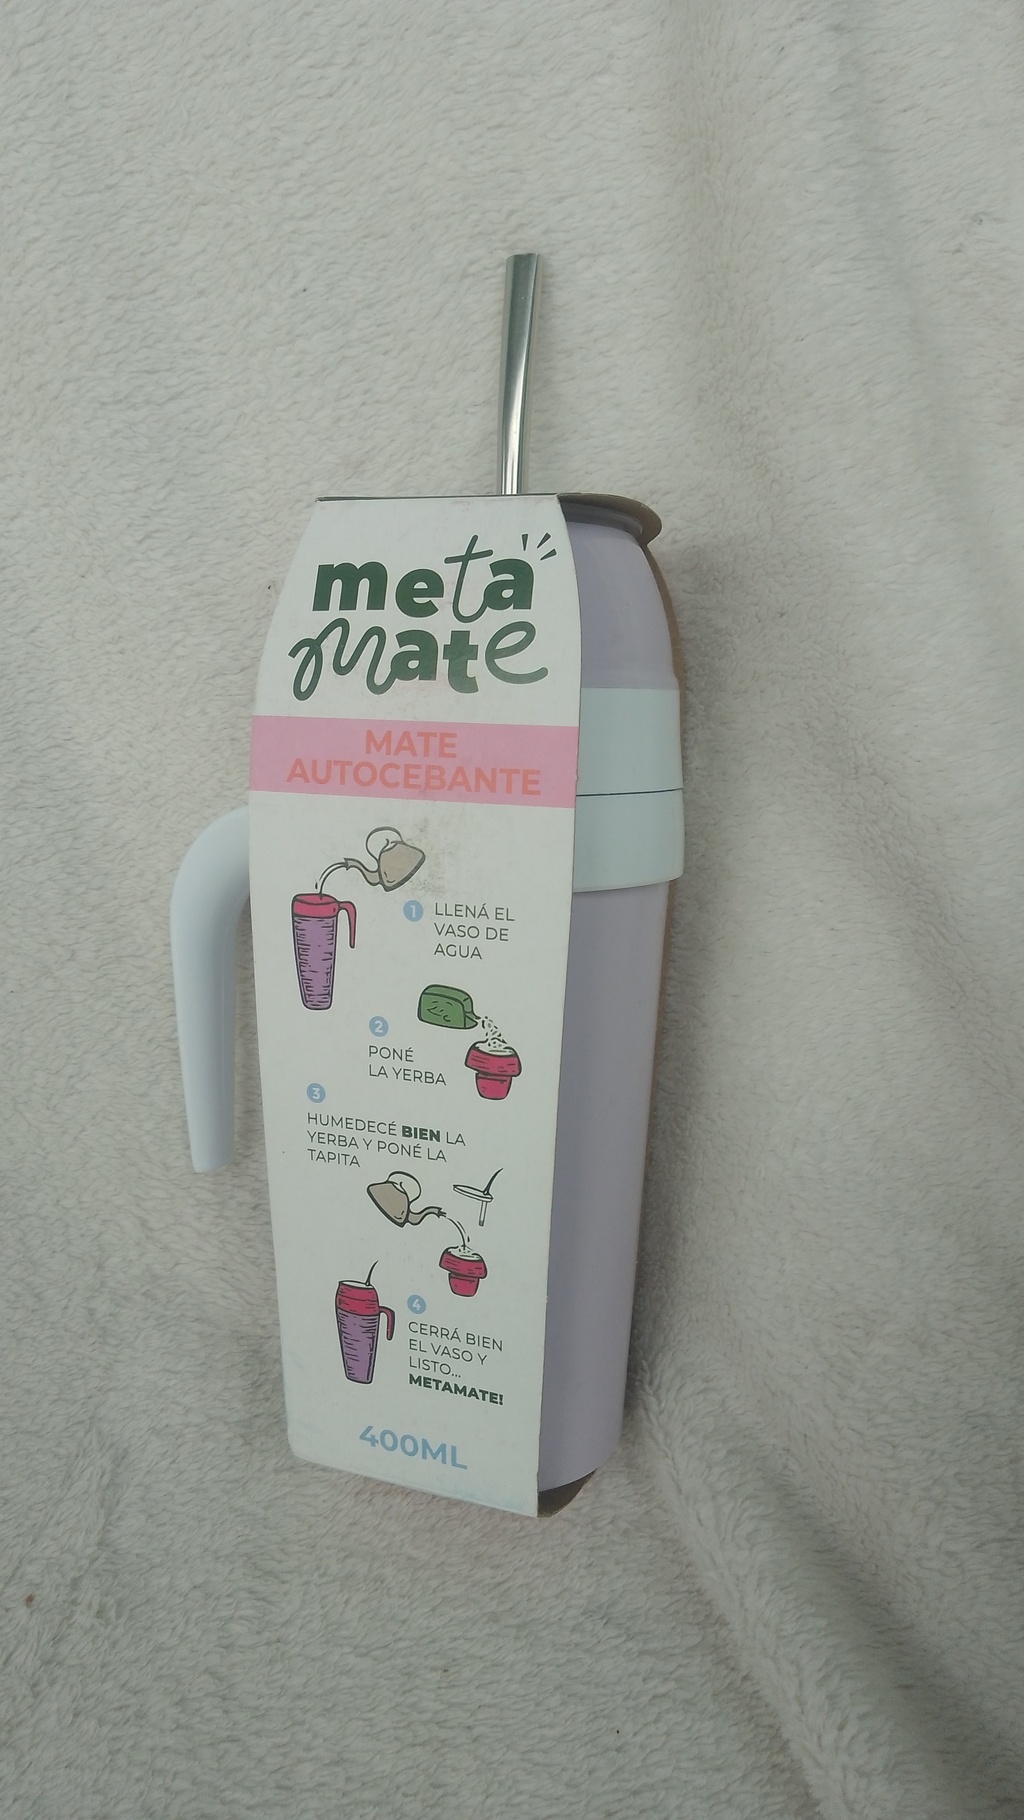 meta
mate
MATE
AUTOCEBANTE
1 LLENÁ EL
VASO DE
AGUA
2
PONÉ
LA YERBA
3
HUMEDECÉ BIEN LA
YERBA Y PONÉ LA
TAPITA
4
CERRÁ BIEN
EL VASO Y
LISTO...
METAMATE!
400ML